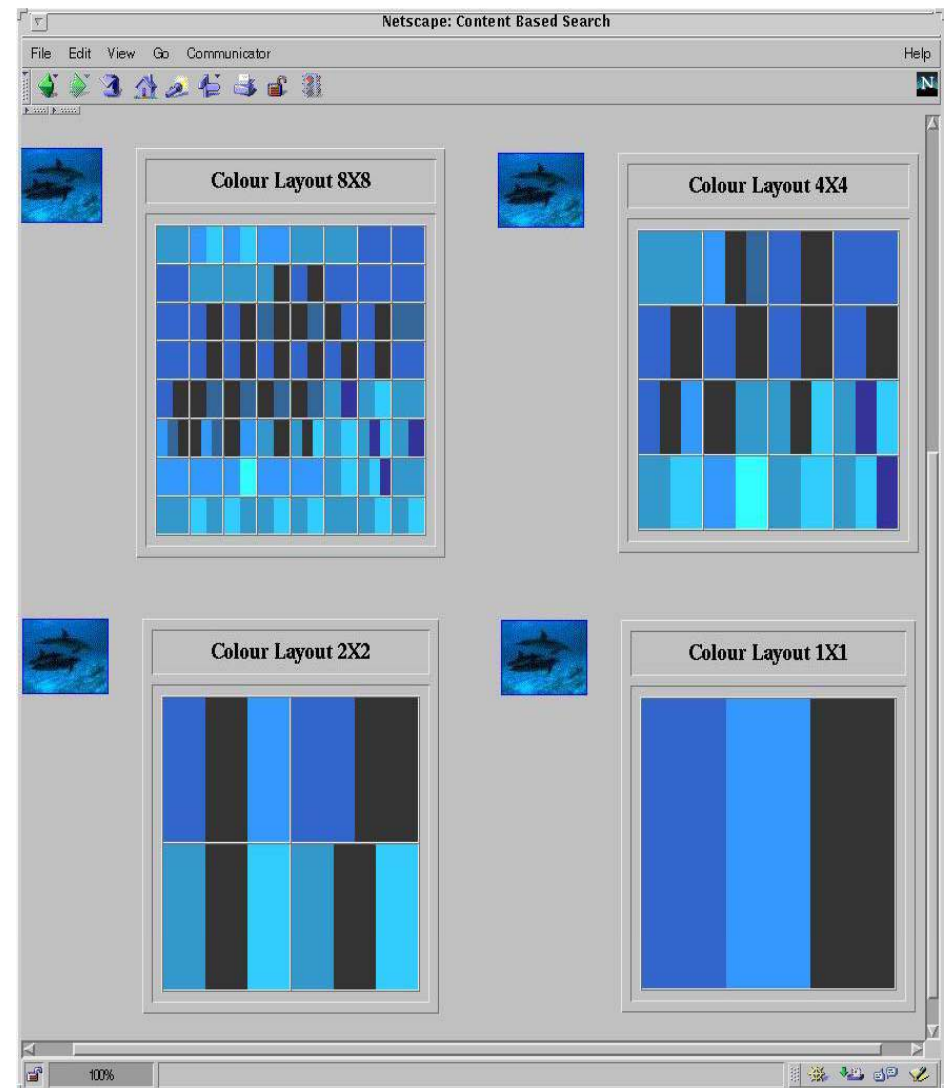 Netscape: Content Based Search
File Edit View Go Communicator Help
N
Colour Layout 8X8
Colour Layout 4X4
Colour Layout 2X2
Colour Layout 1X1
100%